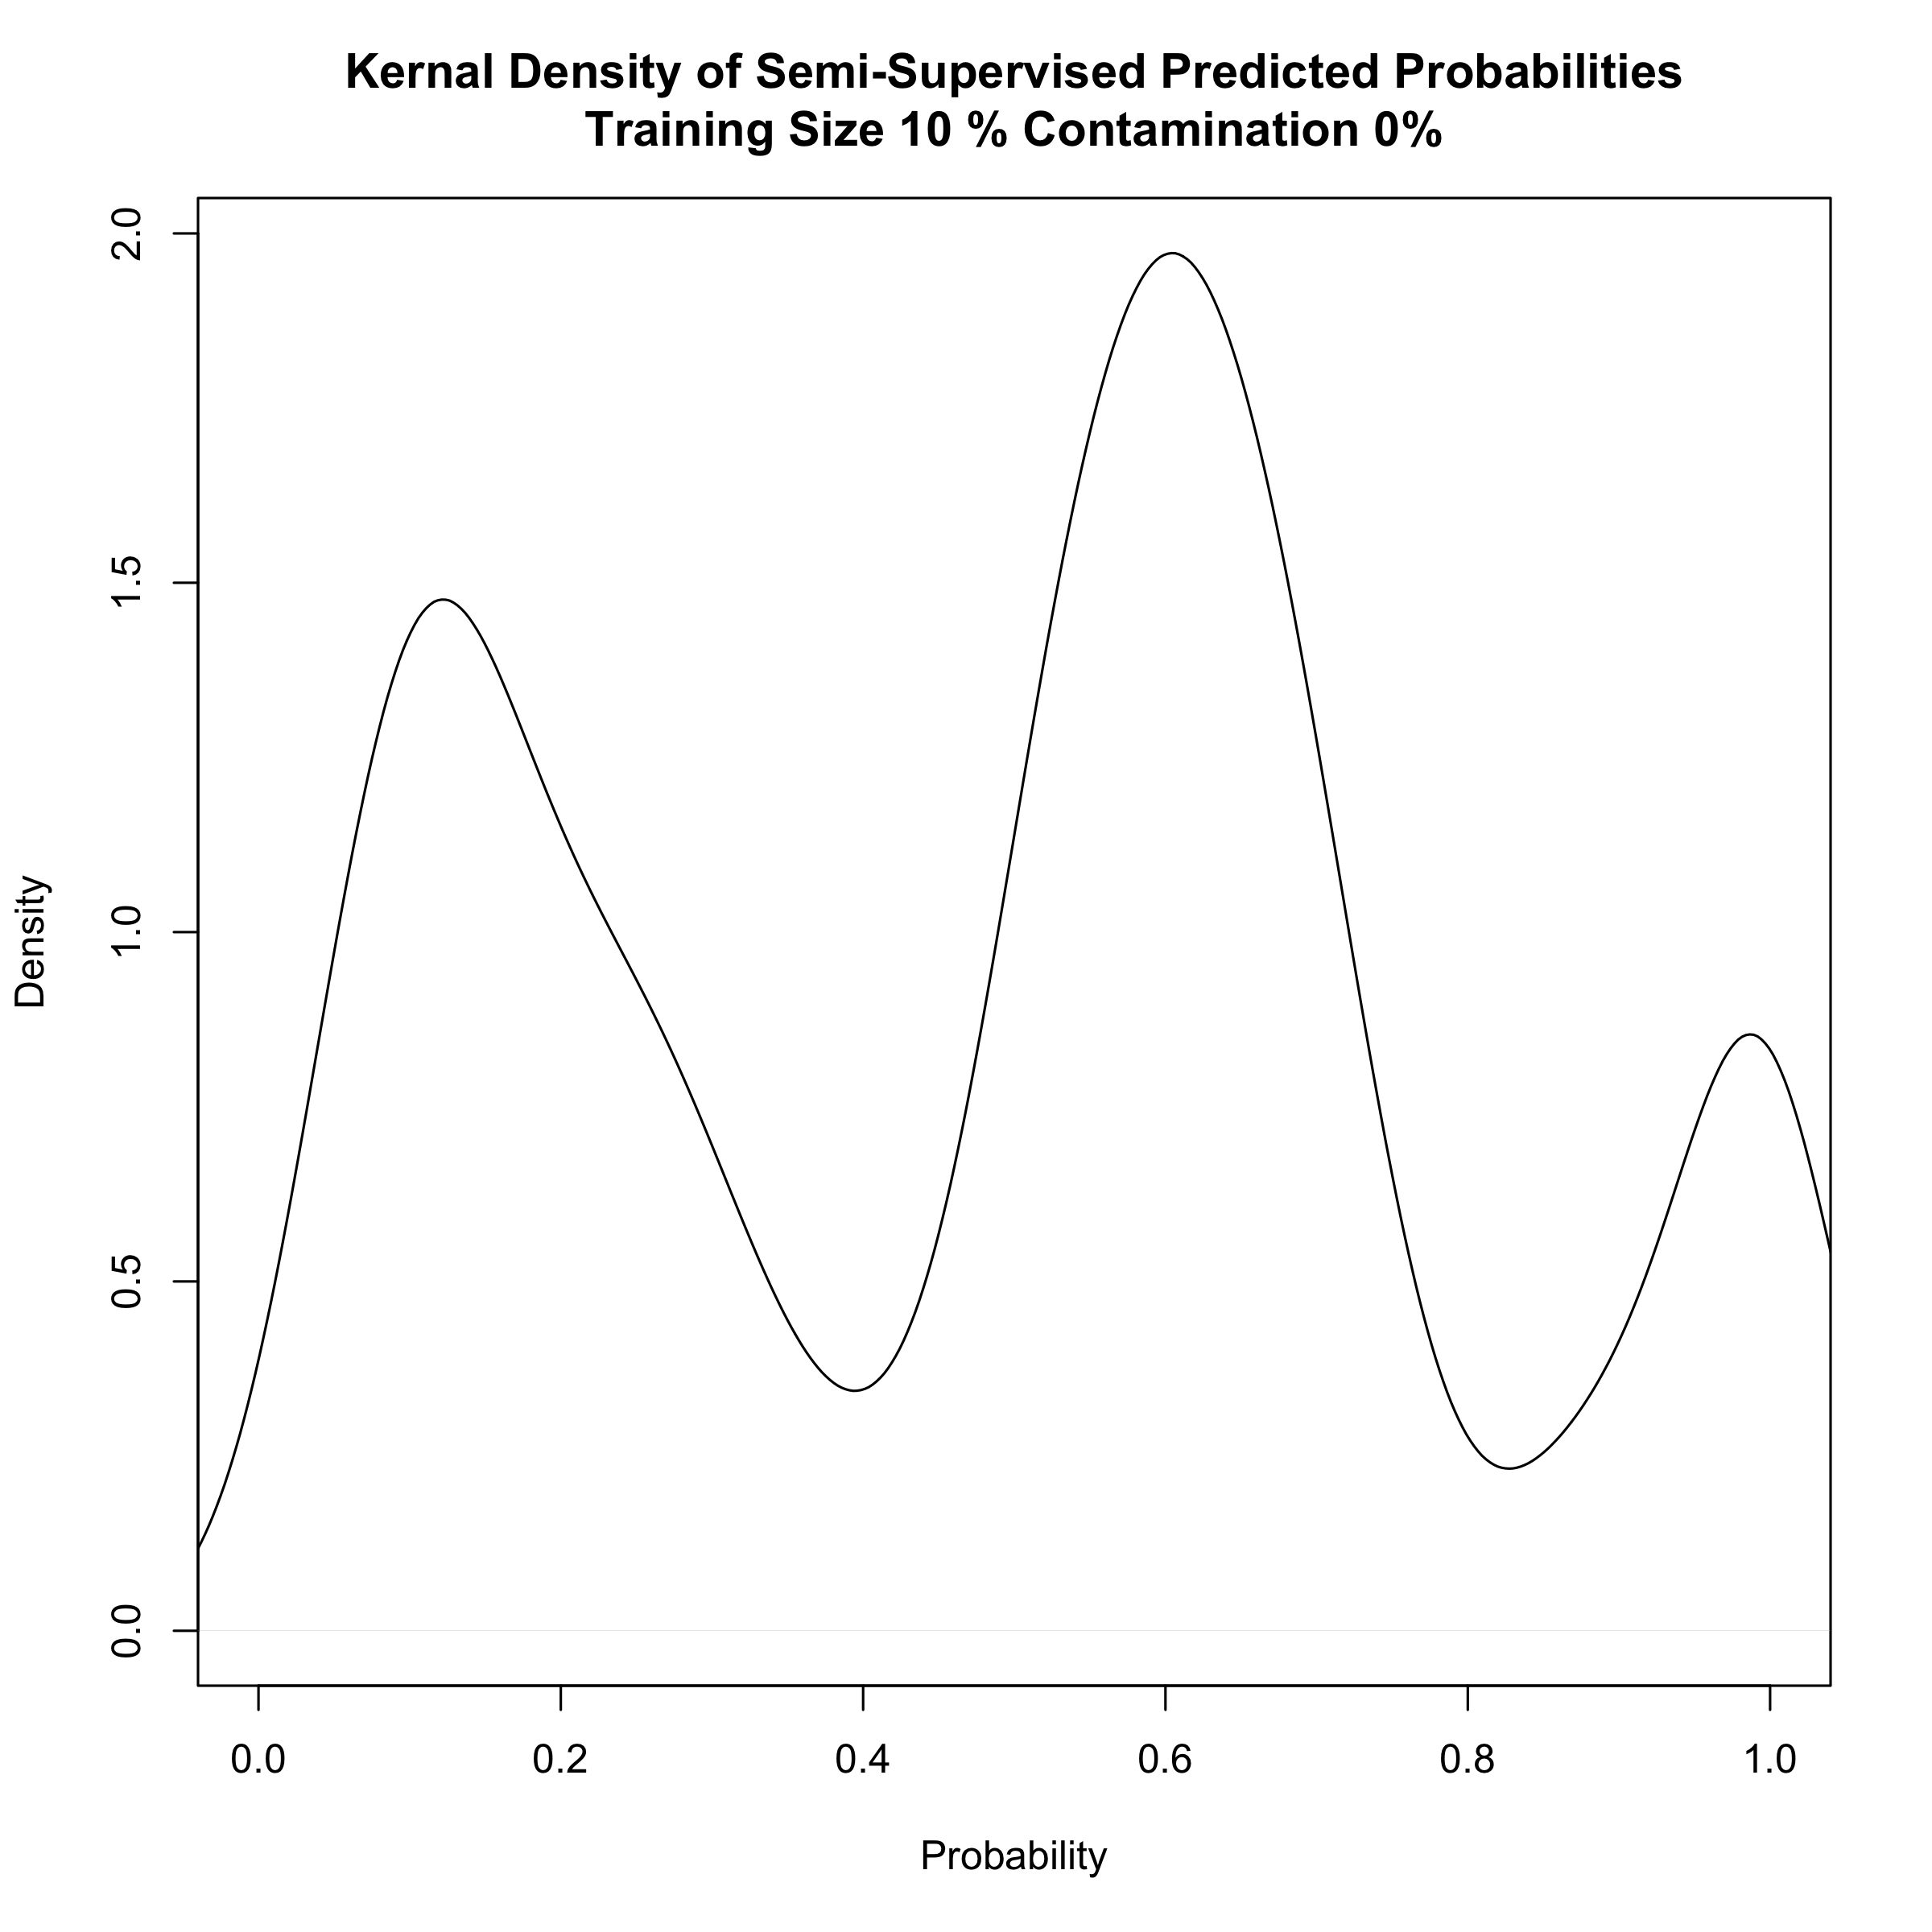 Kernal Density of Semi-Supervised Predicted Probabilities
Training Size 10 % Contamination 0%
Density
2.0
1.5
1.0
0.5
0.0
0.0 0.2 0.4 0.6 0.8 1.0
Probability